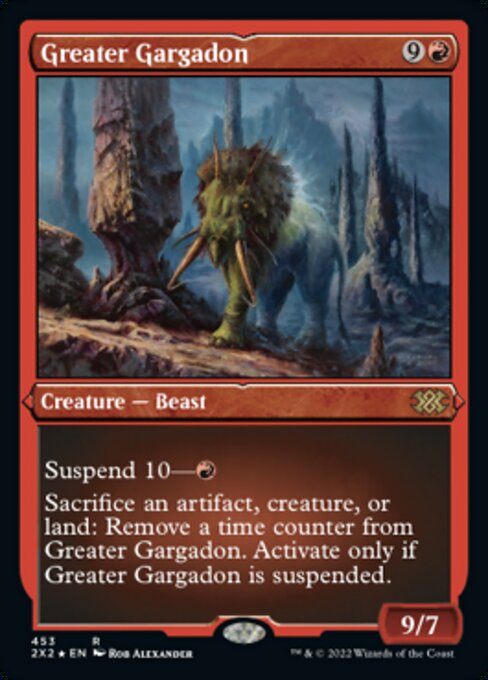 Greater Gargadon 9
Creature — Beast
Suspend 10—
Sacrifice an artifact, creature, or
land: Remove a time counter from
Greater Gargadon. Activate only if
Greater Gargadon is suspended.
9/7
453 R
2X2 ★ EN Rob Alexander
™ & © 2022 Wizards of the Coast